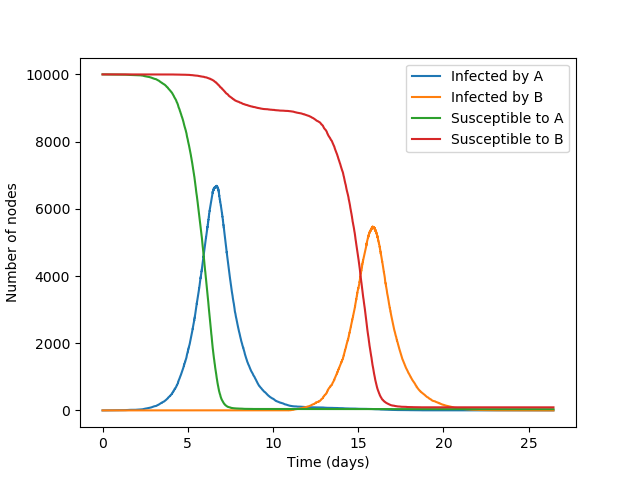 Infected by A
Infected by B
Susceptible to A
Susceptible to B
Number of nodes
10000
8000
6000
4000
2000
0
0 5 10 15 20 25
Time (days)